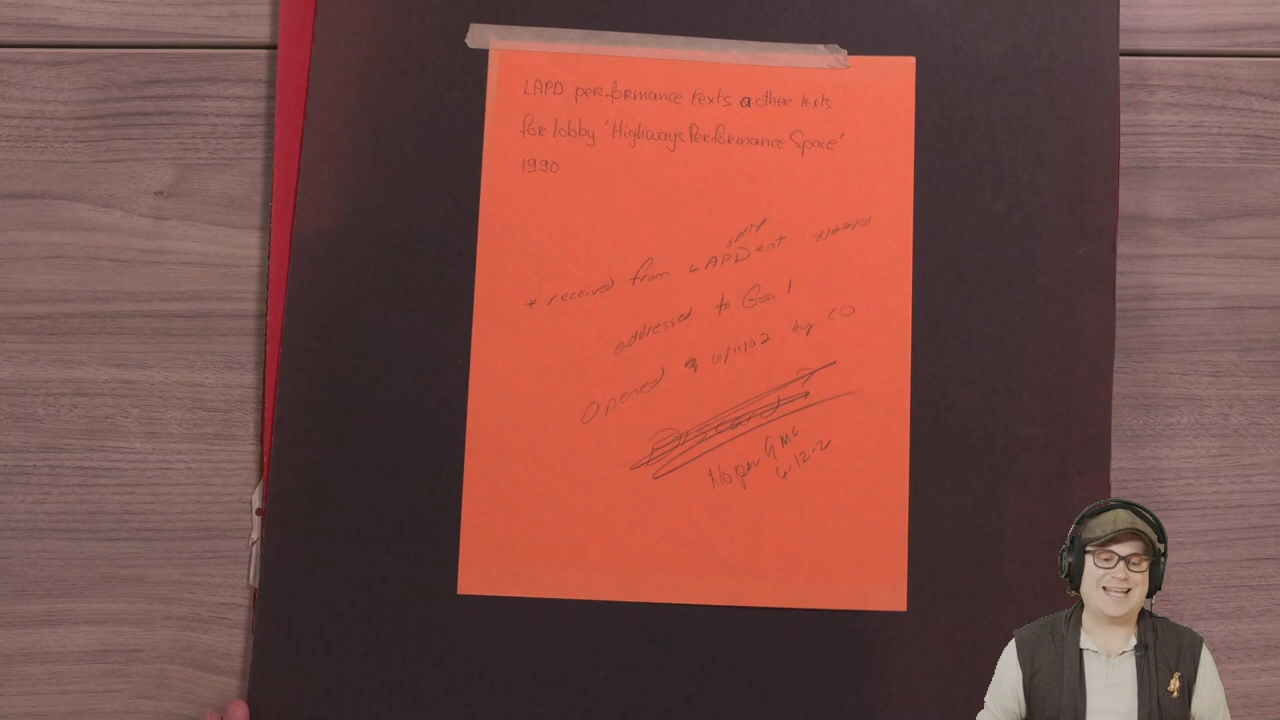 LAPD performance texts & other texts
for lobby 'Highways Performance Space'
1990
* received from LAPD
addressed to Gail
Opened 6/11/02 by CO
Discard
per GMC
6-12-2